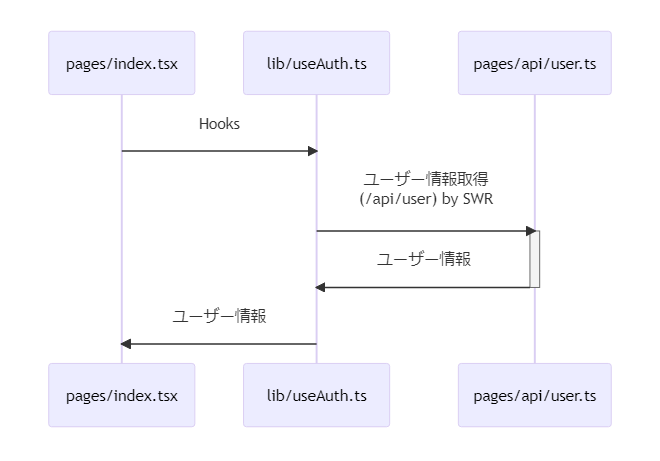 pages/index.tsx
lib/useAuth.ts
pages/api/user.ts
Hooks
ユーザー情報取得
(/api/user) by SWR
ユーザー情報
ユーザー情報
pages/index.tsx
lib/useAuth.ts
pages/api/user.ts